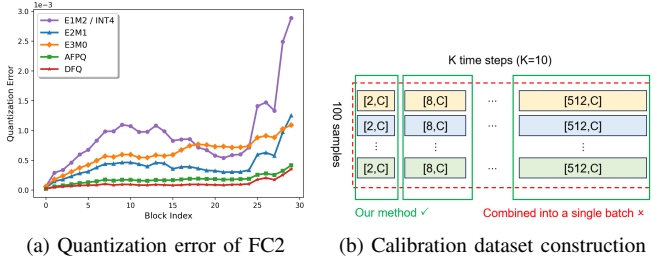 1e−3
3.0
2.5
2.0
1.5
1.0
0.5
0.0
Quantization Error
E1M2 / INT4
E2M1
E3M0
AFPQ
DFQ
0 5 10 15 20 25 30
Block Index
(a) Quantization error of FC2
K time steps (K=10)
100 samples
[2,C] [8,C] ... [512,C]
[2,C] [8,C] [512,C]
⋮ ⋮ ⋮
[2,C] [8,C] ... [512,C]
Our method ✓ Combined into a single batch ×
(b) Calibration dataset construction